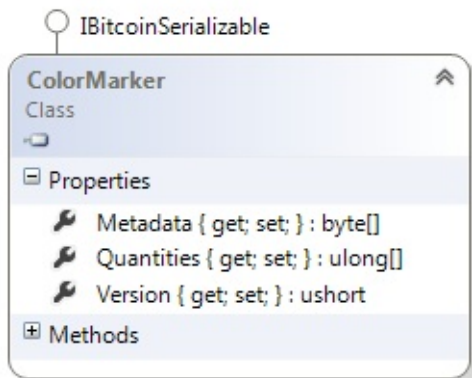 IBitcoinSerializable
ColorMarker
Class
Properties
Metadata { get; set; } : byte[]
Quantities { get; set; } : ulong[]
Version { get; set; } : ushort
Methods